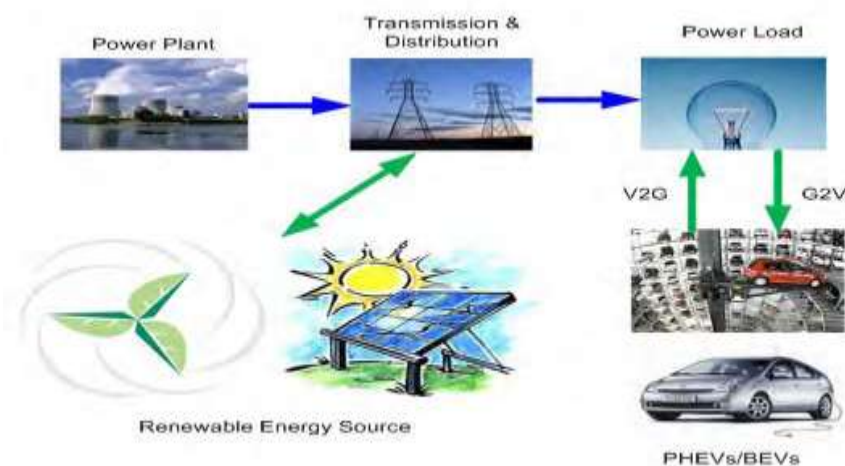 Power Plant
Transmission &
Distribution
Power Load
V2G
G2V
Renewable Energy Source
PHEVs/BEVs